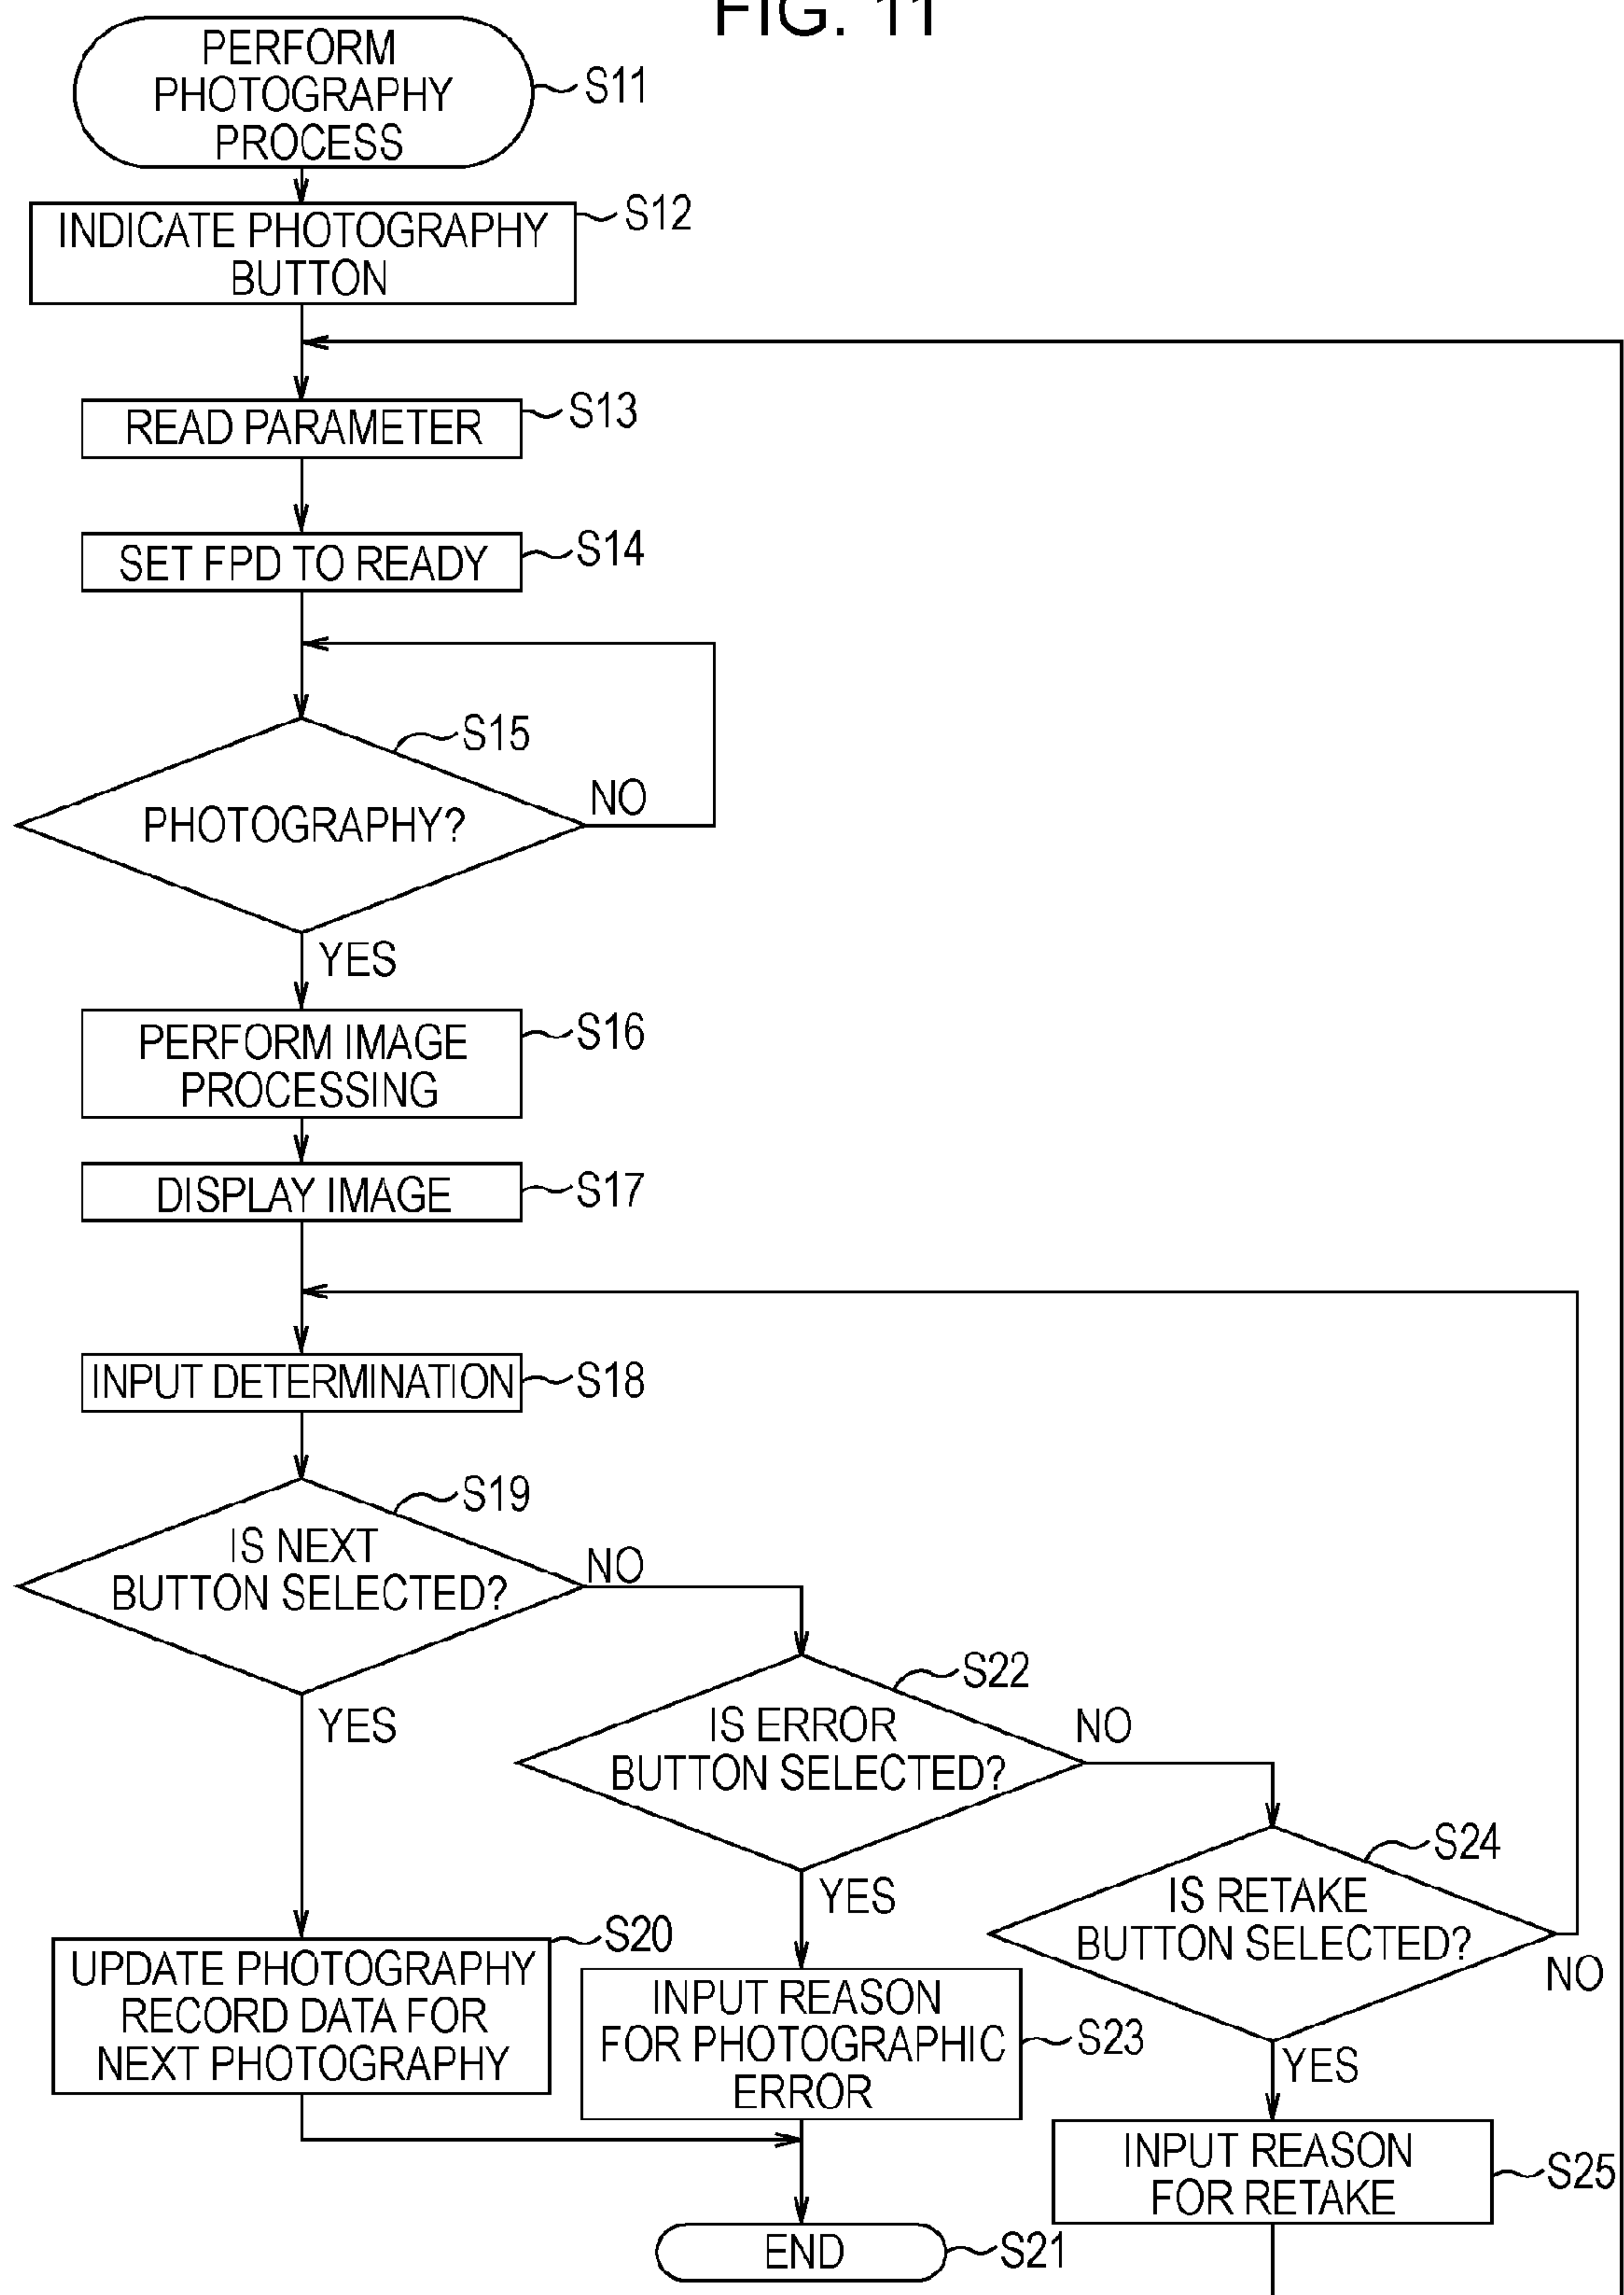 FIG. 11
PERFORM
PHOTOGRAPHY
PROCESS
S11
INDICATE PHOTOGRAPHY
BUTTON
S12
READ PARAMETER
S13
SET FPD TO READY
S14
S15
PHOTOGRAPHY?
NO
YES
PERFORM IMAGE
PROCESSING
S16
DISPLAY IMAGE
S17
INPUT DETERMINATION
S18
S19
IS NEXT
BUTTON SELECTED?
NO
YES
S22
IS ERROR
BUTTON SELECTED?
NO
YES
S24
IS RETAKE
BUTTON SELECTED?
NO
YES
UPDATE PHOTOGRAPHY
RECORD DATA FOR
NEXT PHOTOGRAPHY
S20
INPUT REASON
FOR PHOTOGRAPHIC
ERROR
S23
INPUT REASON
FOR RETAKE
S25
END
S21